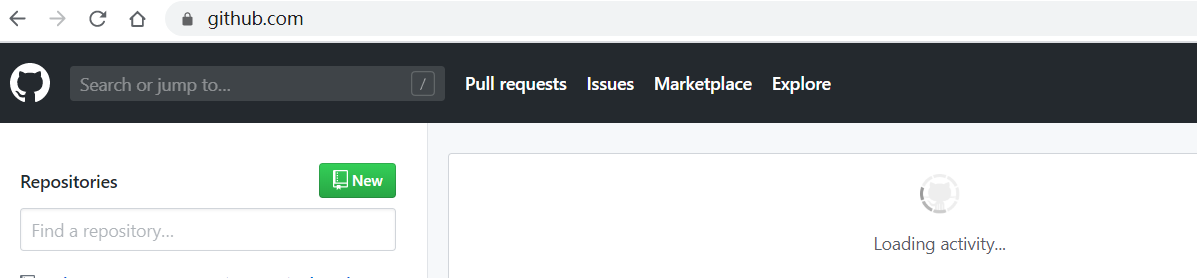 github.com
Search or jump to...
/
Pull requests Issues Marketplace Explore
Repositories
New
Find a repository...
Loading activity...